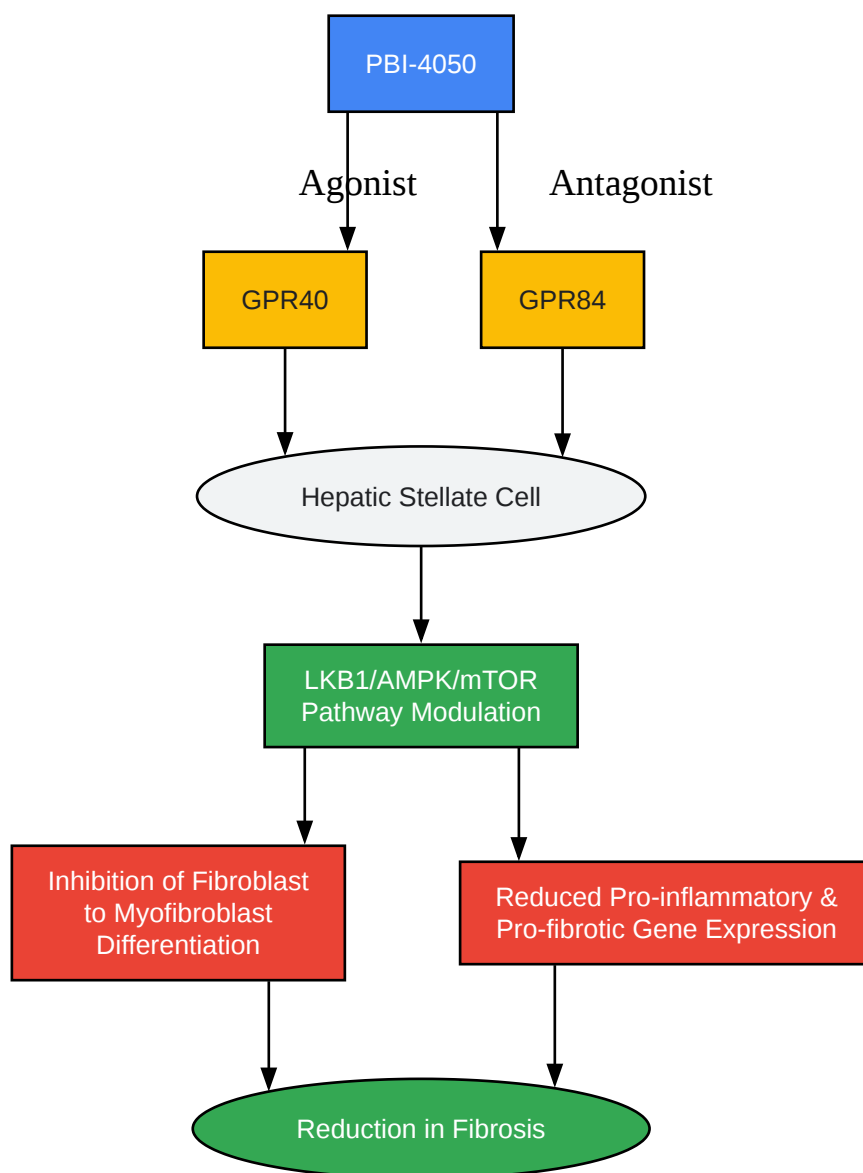 PBI-4050
Agonist
Antagonist
GPR40
GPR84
Hepatic Stellate Cell
LKB1/AMPK/mTOR
Pathway Modulation
Inhibition of Fibroblast
to Myofibroblast
Differentiation
Reduced Pro-inflammatory &
Pro-fibrotic Gene Expression
Reduction in Fibrosis